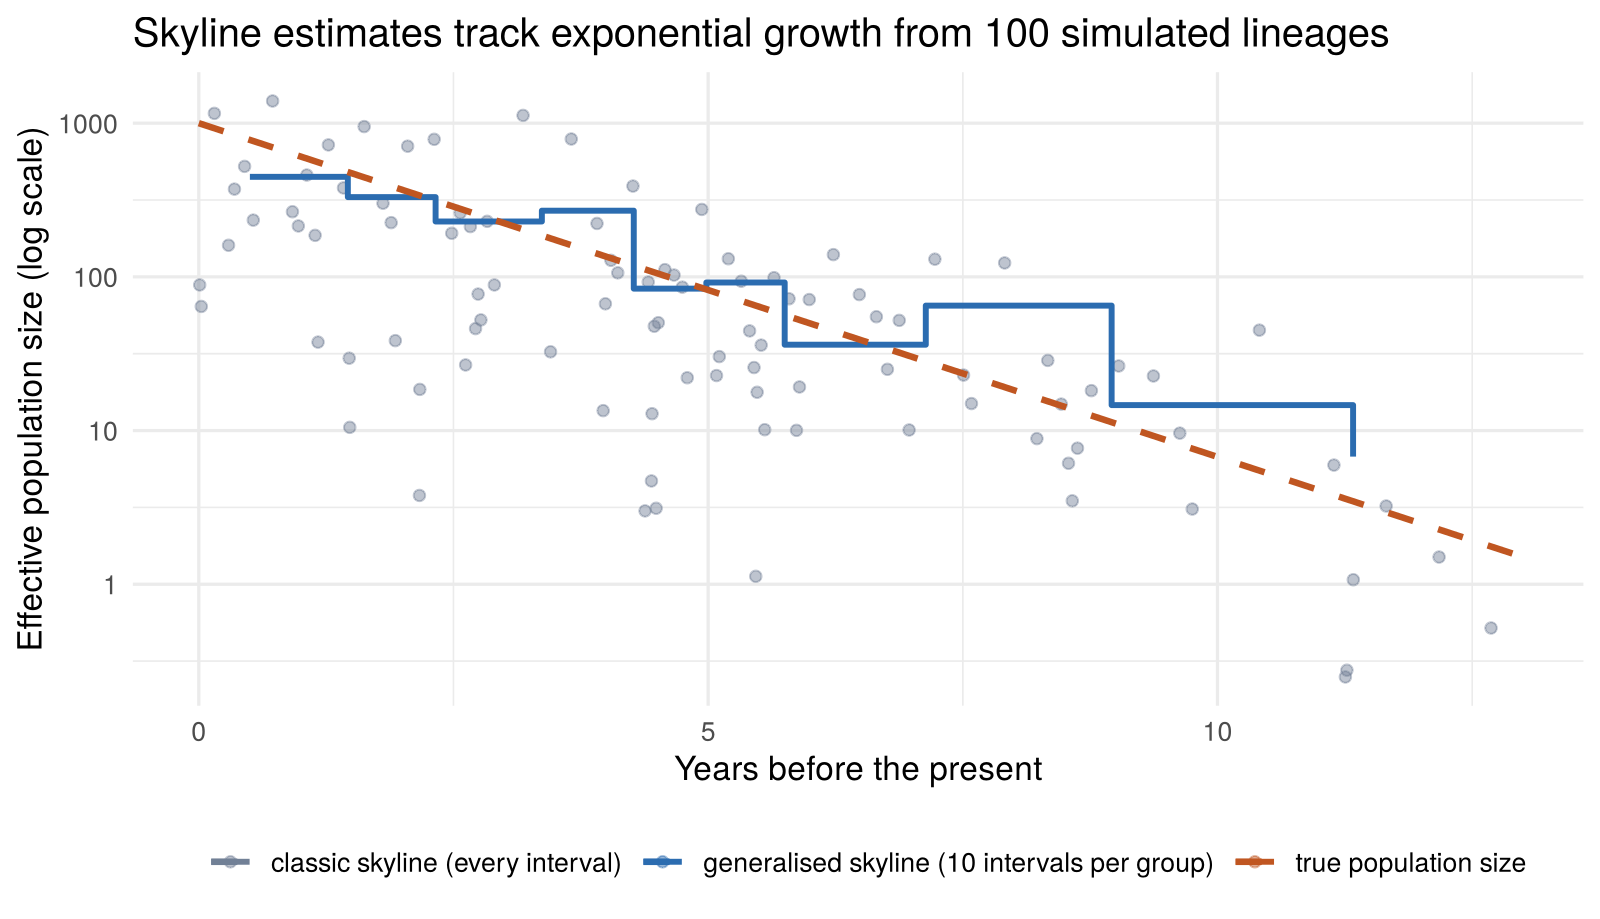 Skyline estimates track exponential growth from 100 simulated lineages
Effective population size (log scale)
1000
100
10
1
0
5
10
Years before the present
classic skyline (every interval)
generalised skyline (10 intervals per group)
true population size